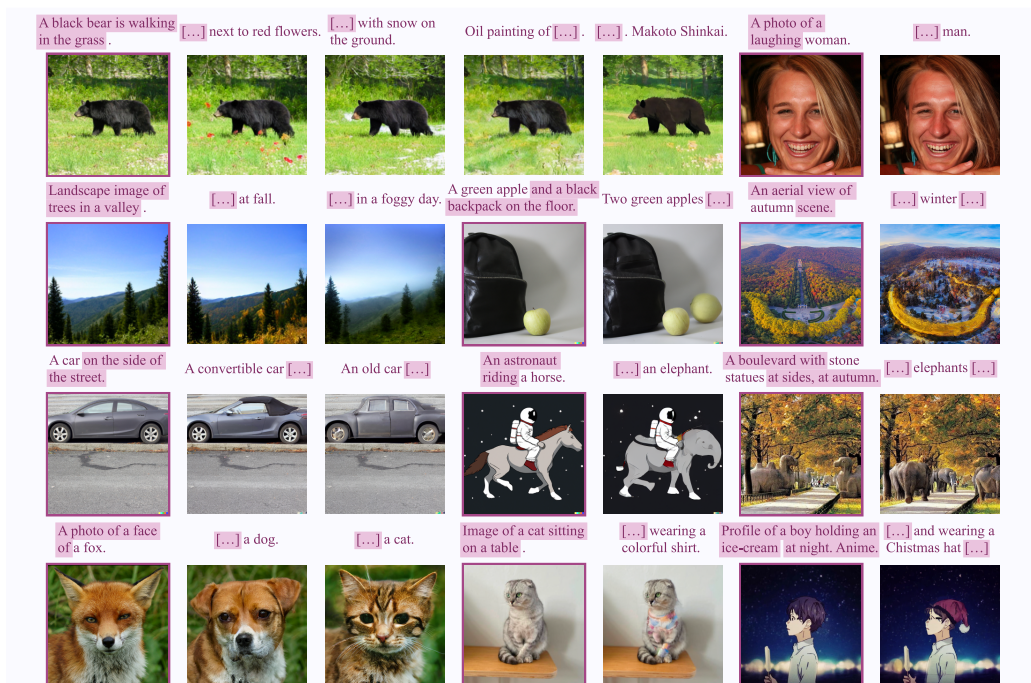 A black bear is walking
in the grass .
[…] next to red flowers.
[…] with snow on
the ground.
Oil painting of […] .
[…] . Makoto Shinkai.
A photo of a
laughing woman.
[…] man.
Landscape image of
trees in a valley .
[…] at fall.
[…] in a foggy day.
A green apple and a black
backpack on the floor.
Two green apples […]
An aerial view of
autumn scene.
[…] winter […]
A car on the side of
the street.
A convertible car […]
An old car […]
An astronaut
riding a horse.
[…] an elephant.
A boulevard with stone
statues at sides, at autumn.
[…] elephants […]
A photo of a face
of a fox.
[…] a dog.
[…] a cat.
Image of a cat sitting
on a table .
[…] wearing a
colorful shirt.
Profile of a boy holding an
ice-cream at night. Anime.
[…] and wearing a
Chistmas hat […]